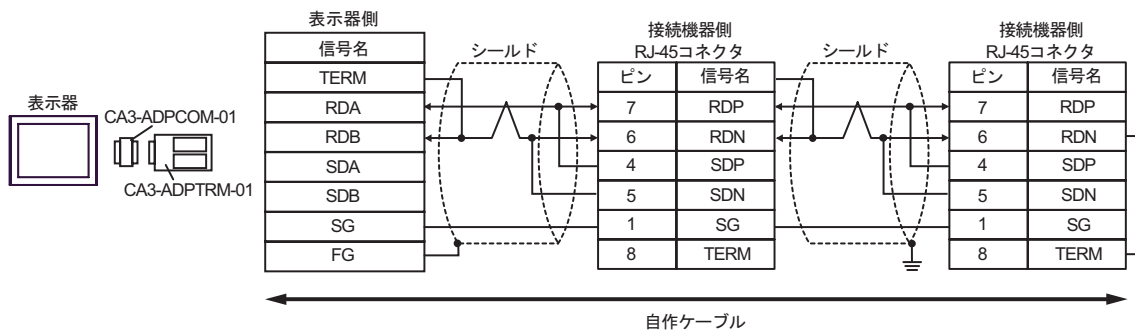 表示器
CA3-ADPCOM-01
CA3-ADPTRM-01
表示器側
信号名
TERM
RDA
RDB
SDA
SDB
SG
FG
シールド
接続機器側
RJ-45コネクタ
ピン 信号名
7 RDP
6 RDN
4 SDP
5 SDN
1 SG
8 TERM
シールド
接続機器側
RJ-45コネクタ
ピン 信号名
7 RDP
6 RDN
4 SDP
5 SDN
1 SG
8 TERM
自作ケーブル